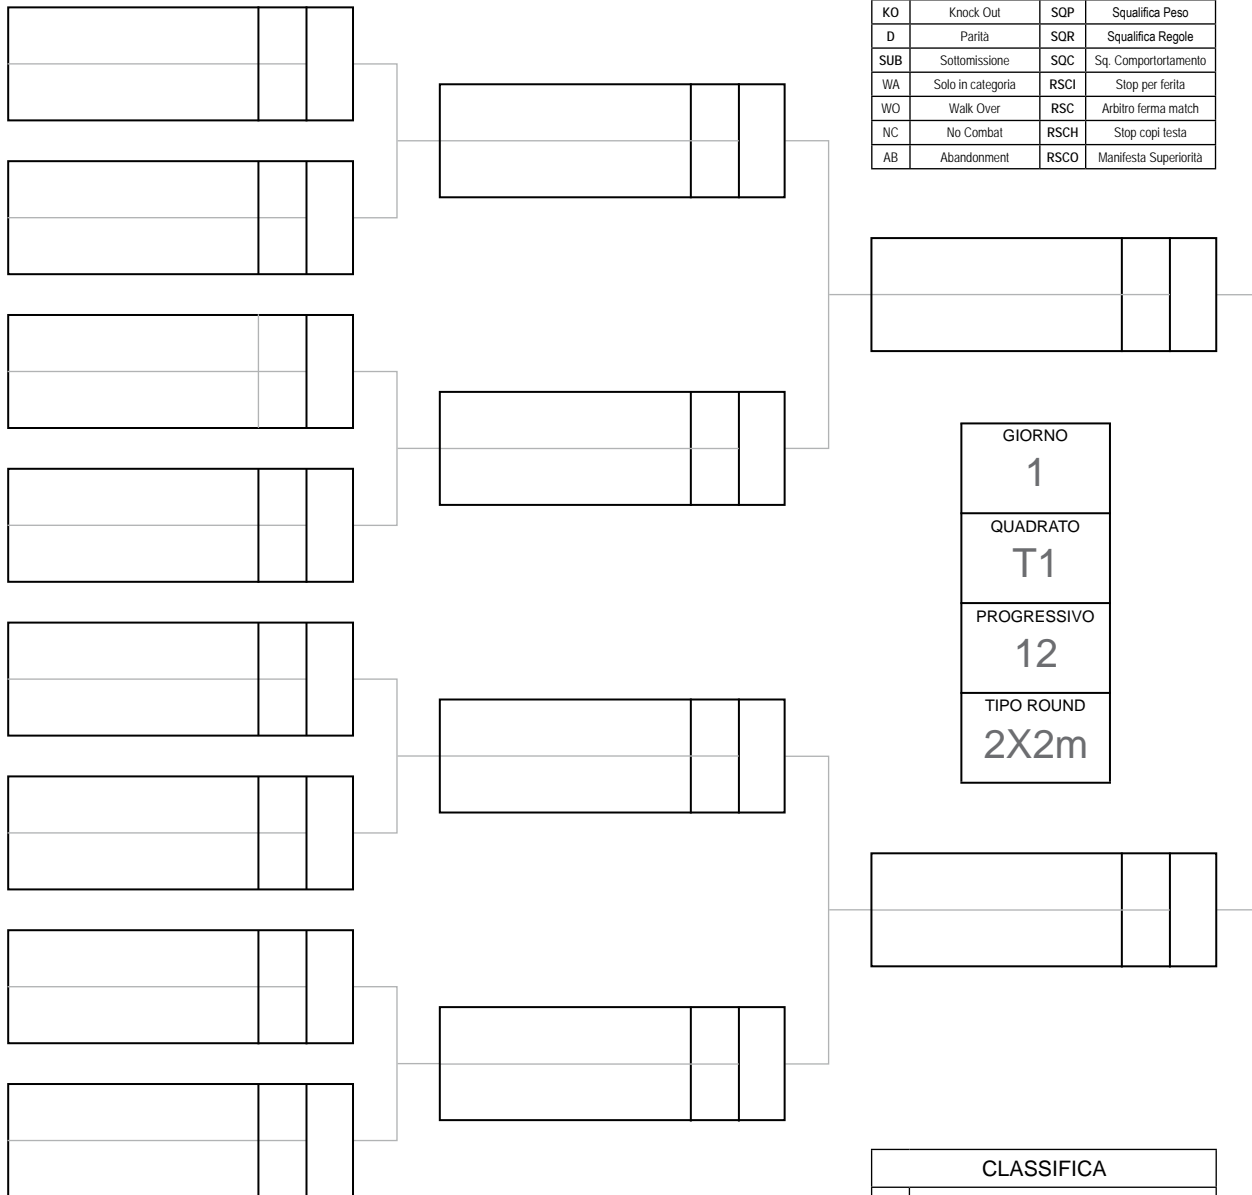 KO Knock Out SQP Squalifica Peso
D Parità SQR Squalifica Regole
SUB Sottomissione SQC Sq. Comportortamento
WA Solo in categoria RSCI Stop per ferita
WO Walk Over RSC Arbitro ferma match
NC No Combat RSCH Stop copi testa
AB Abandonment RSCO Manifesta Superiorità
GIORNO
1
QUADRATO
T1
PROGRESSIVO
12
TIPO ROUND
2X2m
CLASSIFICA